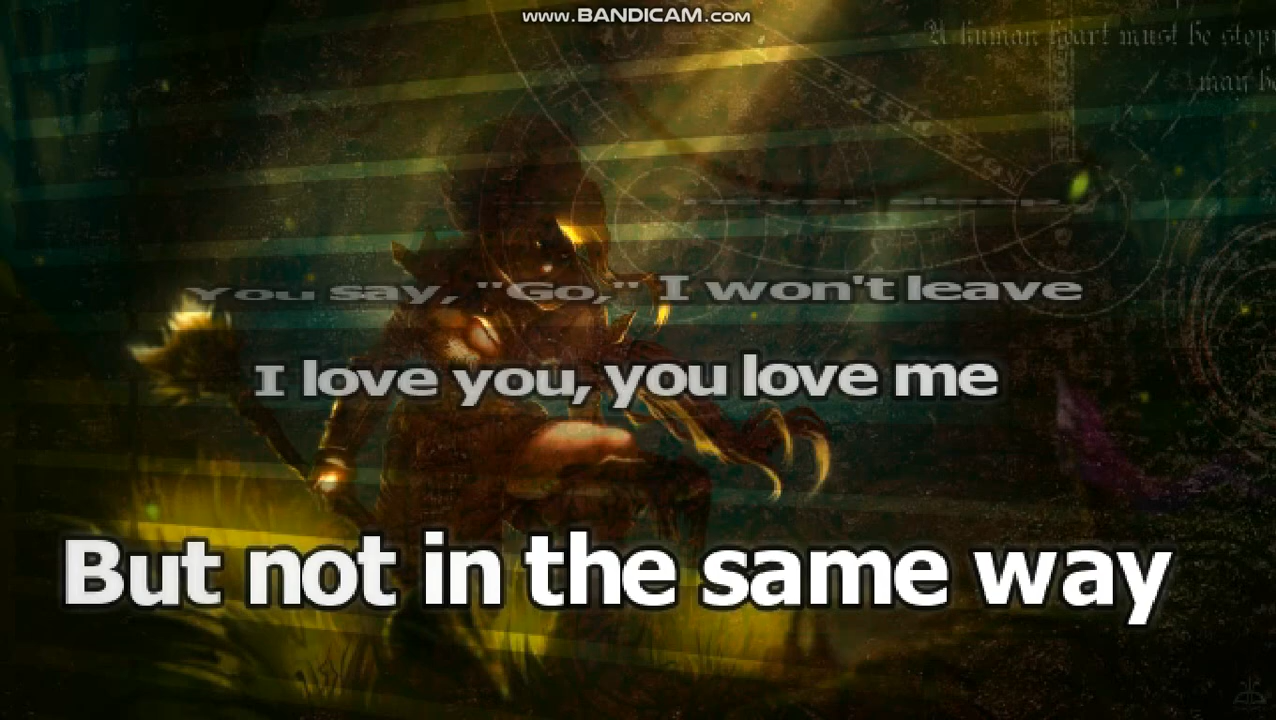 www.BANDICAM.com
A human heart must be
may be
You say, "Go," I won't leave
I love you, you love me
But not in the same way